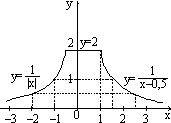 y
2 y=2
y=1/|x| 1 y=1/(x−0,5)
−3 −2 −1 0 1 2 3 x